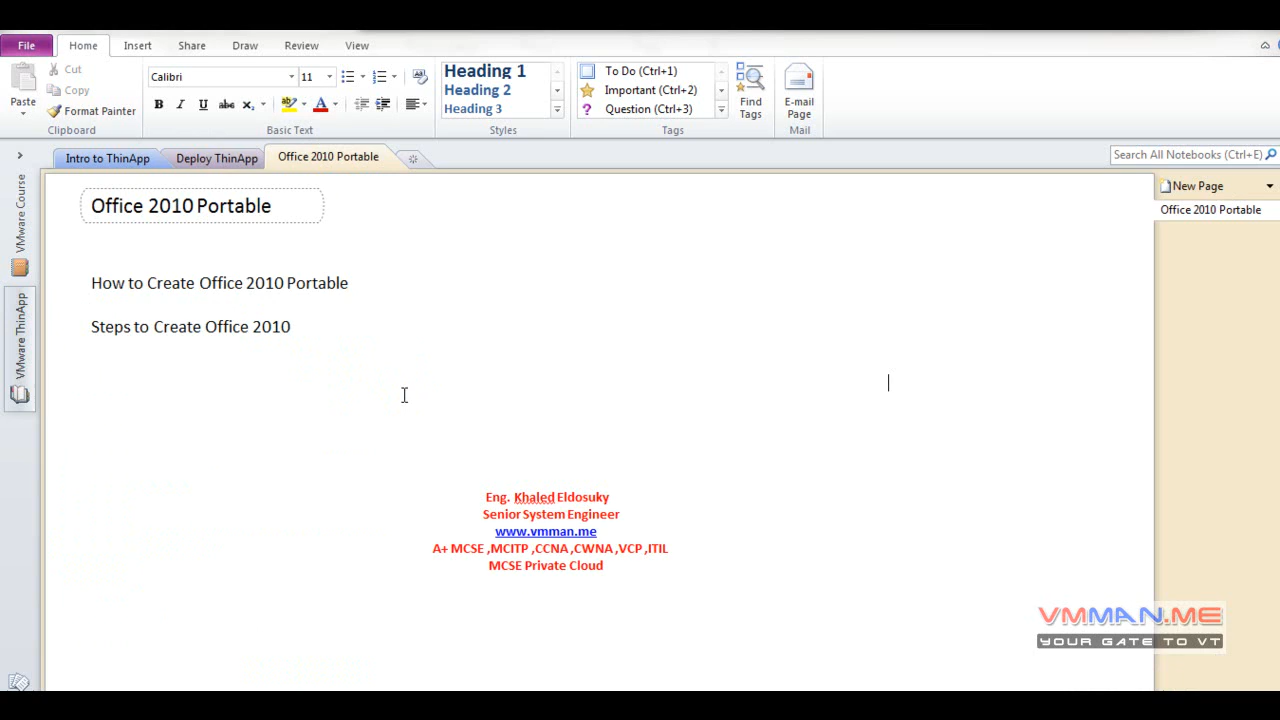 File Home Insert Share Draw Review View
Cut
Copy
Paste
Format Painter
Clipboard
Calibri 11
B I U abc X₂ A
Basic Text
Heading 1
Heading 2
Heading 3
Styles
To Do (Ctrl+1)
Important (Ctrl+2)
Question (Ctrl+3)
Tags
Find
Tags
E-mail
Page
Mail
Intro to ThinApp Deploy ThinApp Office 2010 Portable
Search All Notebooks (Ctrl+E)
VMware Course
VMware ThinApp
New Page
Office 2010 Portable
Office 2010 Portable
How to Create Office 2010 Portable
Steps to Create Office 2010
Eng. Khaled Eldosuky
Senior System Engineer
www.vmman.me
A+ MCSE ,MCITP ,CCNA ,CWNA ,VCP ,ITIL
MCSE Private Cloud
VMMAN.ME
YOUR GATE TO VT